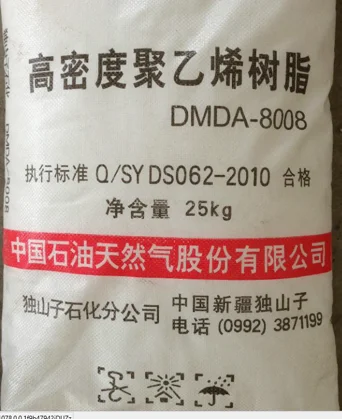 高密度聚乙烯树脂
DMDA-8008
执行标准 Q/SY DS062-2010 合格
净含量 25kg
中国石油天然气股份有限公司
独山子石化分公司
中国新疆独山子
电话 (0992) 3871199
DMDA-8008